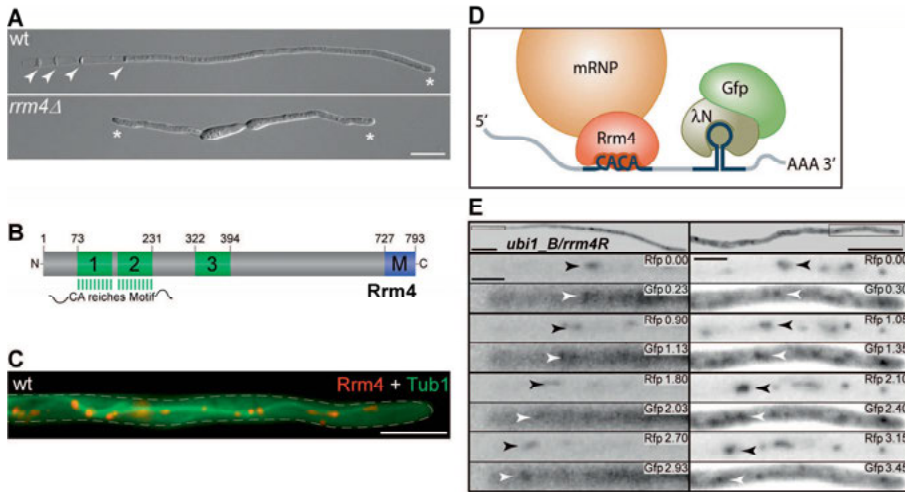 A
wt
rrm4Δ
B
1 73 231 322 394 727 793
N 1 2 3 M C
CA reiches Motif
Rrm4
C
wt Rrm4 + Tub1
D
mRNP
Gfp
λN
Rrm4
5′
CACA
AAA 3′
E
ubi1_B/rrm4R
Rfp 0.00 Rfp 0.00
Gfp 0.23 Gfp 0.30
Rfp 0.90 Rfp 1.05
Gfp 1.13 Gfp 1.35
Rfp 1.80 Rfp 2.10
Gfp 2.03 Gfp 2.40
Rfp 2.70 Rfp 3.15
Gfp 2.93 Gfp 3.45